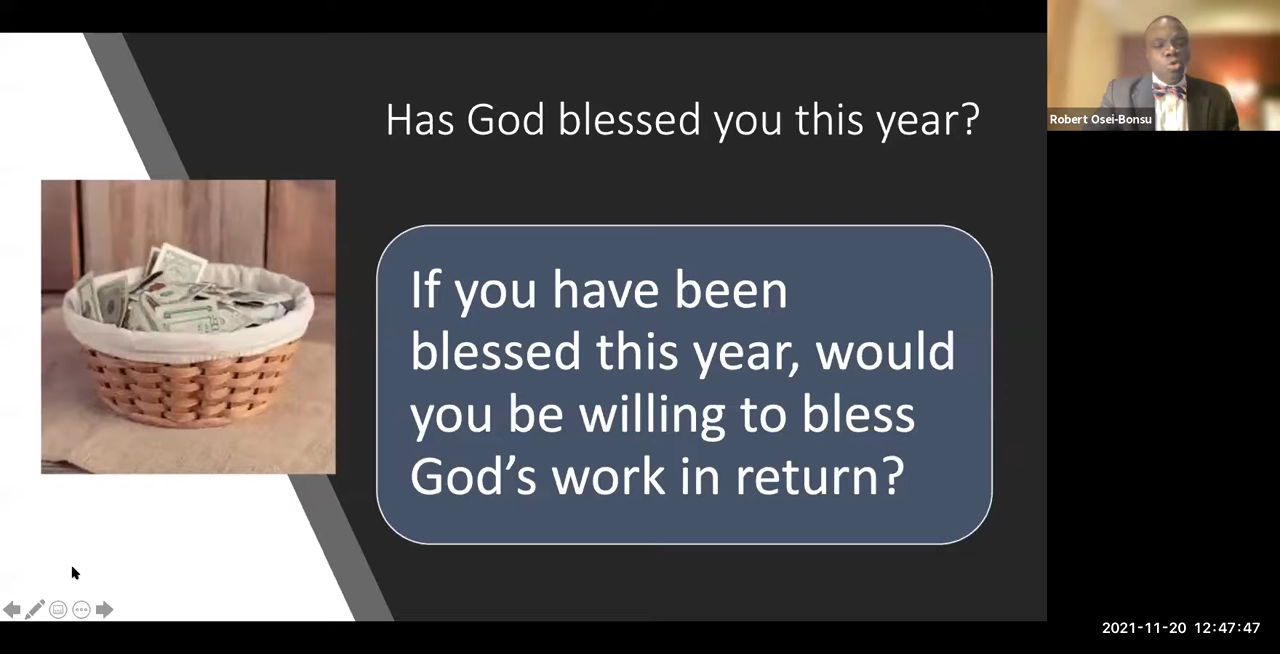 Has God blessed you this year?
If you have been
blessed this year, would
you be willing to bless
God’s work in return?
Robert Osei-Bonsu
2021-11-20 12:47:47